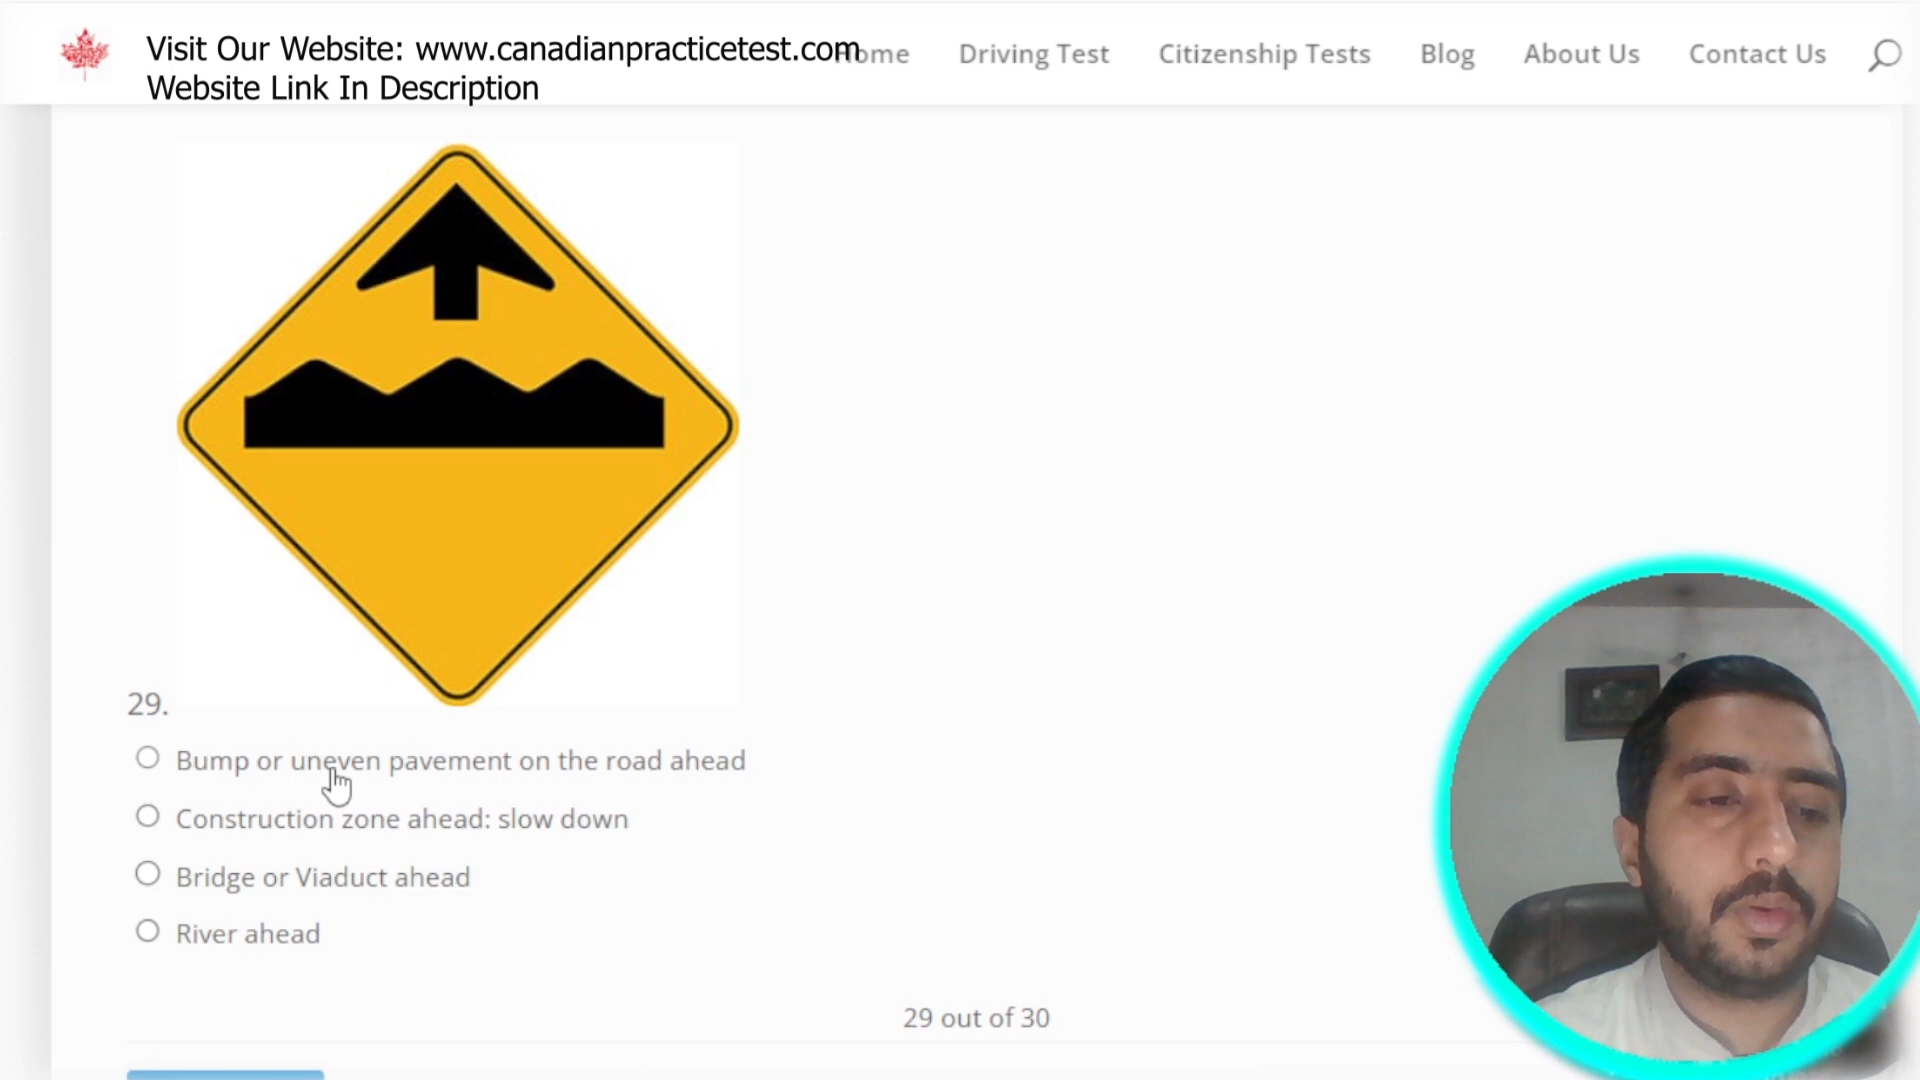 Visit Our Website: www.canadianpracticetest.com
Website Link In Description
Home
Driving Test
Citizenship Tests
Blog
About Us
Contact Us
29.
Bump or uneven pavement on the road ahead
Construction zone ahead: slow down
Bridge or Viaduct ahead
River ahead
29 out of 30